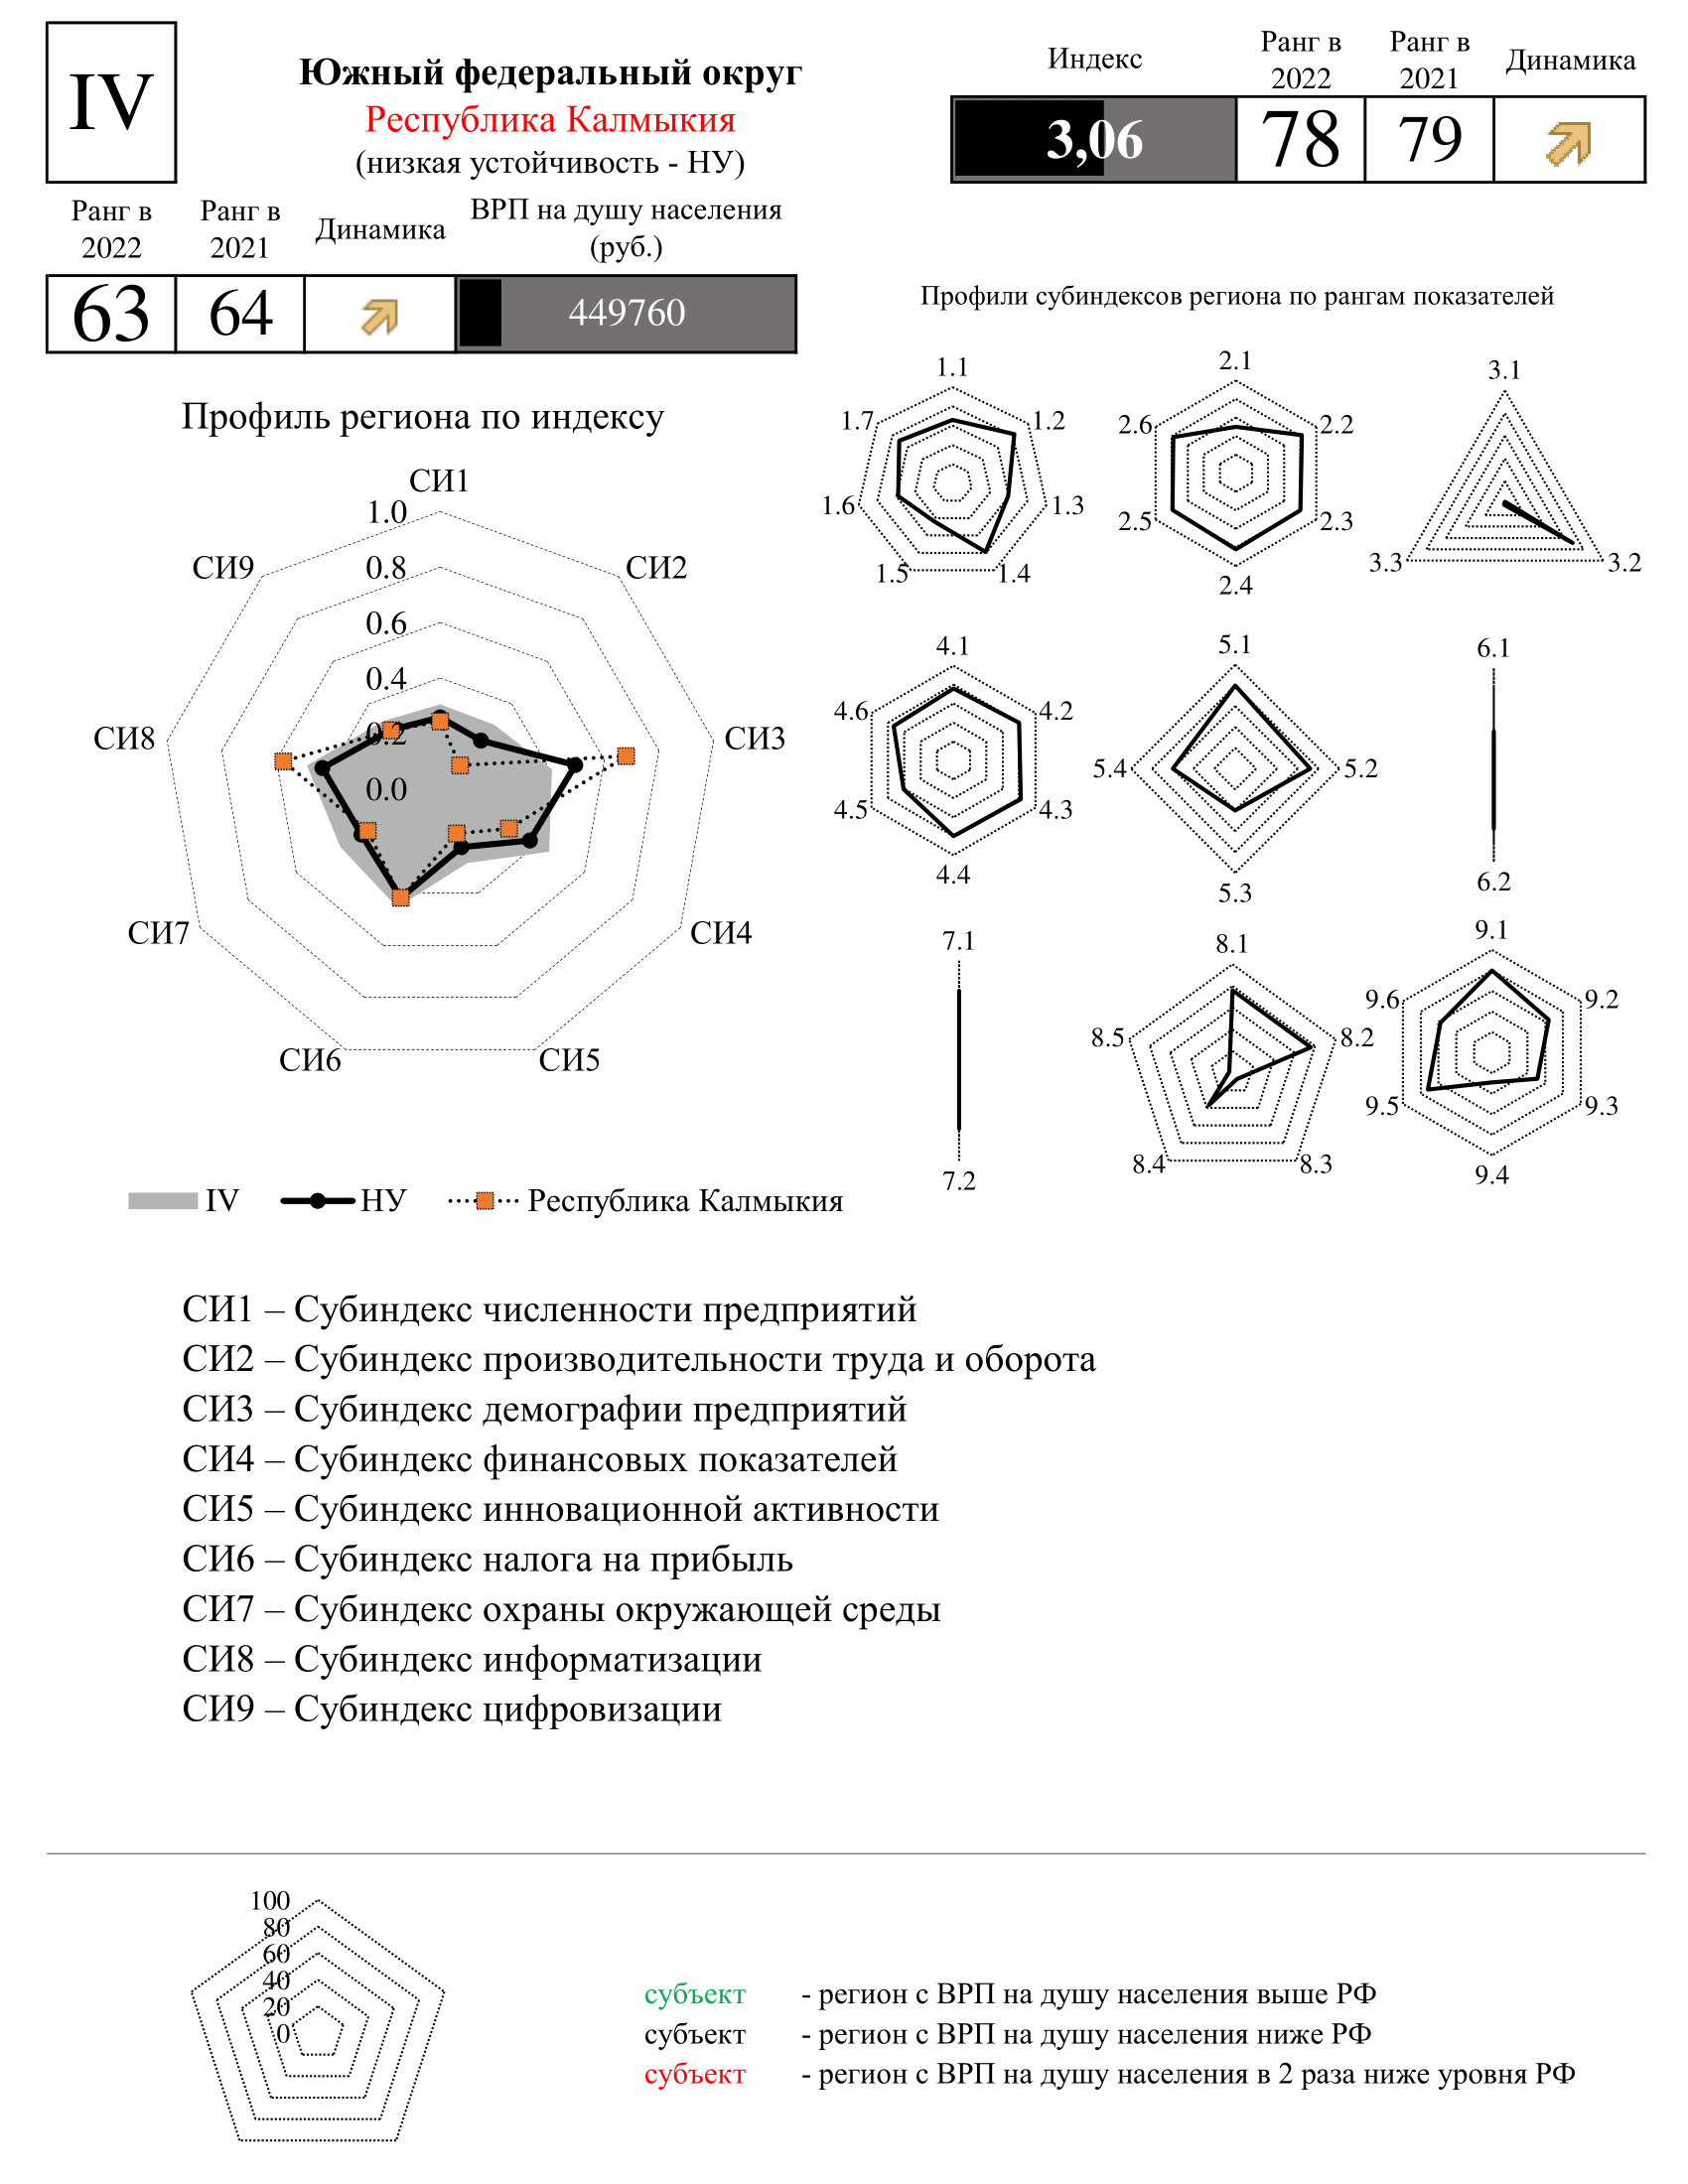 IV
Южный федеральный округ
Республика Калмыкия
(низкая устойчивость - НУ)
Индекс
Ранг в
2022
Ранг в
2021
Динамика
3,06
78
79
Ранг в
2022
Ранг в
2021
Динамика
ВРП на душу населения
(руб.)
63
64
449760
Профиль региона по индексу
СИ1
СИ2
СИ3
СИ4
СИ5
СИ6
СИ7
СИ8
СИ9
1.0
0.8
0.6
0.4
0.2
0.0
IV
НУ
Республика Калмыкия
Профили субиндексов региона по рангам показателей
1.1
1.2
1.3
1.4
1.5
1.6
1.7
2.1
2.2
2.3
2.4
2.5
2.6
3.1
3.2
3.3
4.1
4.2
4.3
4.4
4.5
4.6
5.1
5.2
5.3
5.4
6.1
6.2
7.1
7.2
8.1
8.2
8.3
8.4
8.5
9.1
9.2
9.3
9.4
9.5
9.6
СИ1 – Субиндекс численности предприятий
СИ2 – Субиндекс производительности труда и оборота
СИ3 – Субиндекс демографии предприятий
СИ4 – Субиндекс финансовых показателей
СИ5 – Субиндекс инновационной активности
СИ6 – Субиндекс налога на прибыль
СИ7 – Субиндекс охраны окружающей среды
СИ8 – Субиндекс информатизации
СИ9 – Субиндекс цифровизации
100
80
60
40
20
0
субъект - регион с ВРП на душу населения выше РФ
субъект - регион с ВРП на душу населения ниже РФ
субъект - регион с ВРП на душу населения в 2 раза ниже уровня РФ